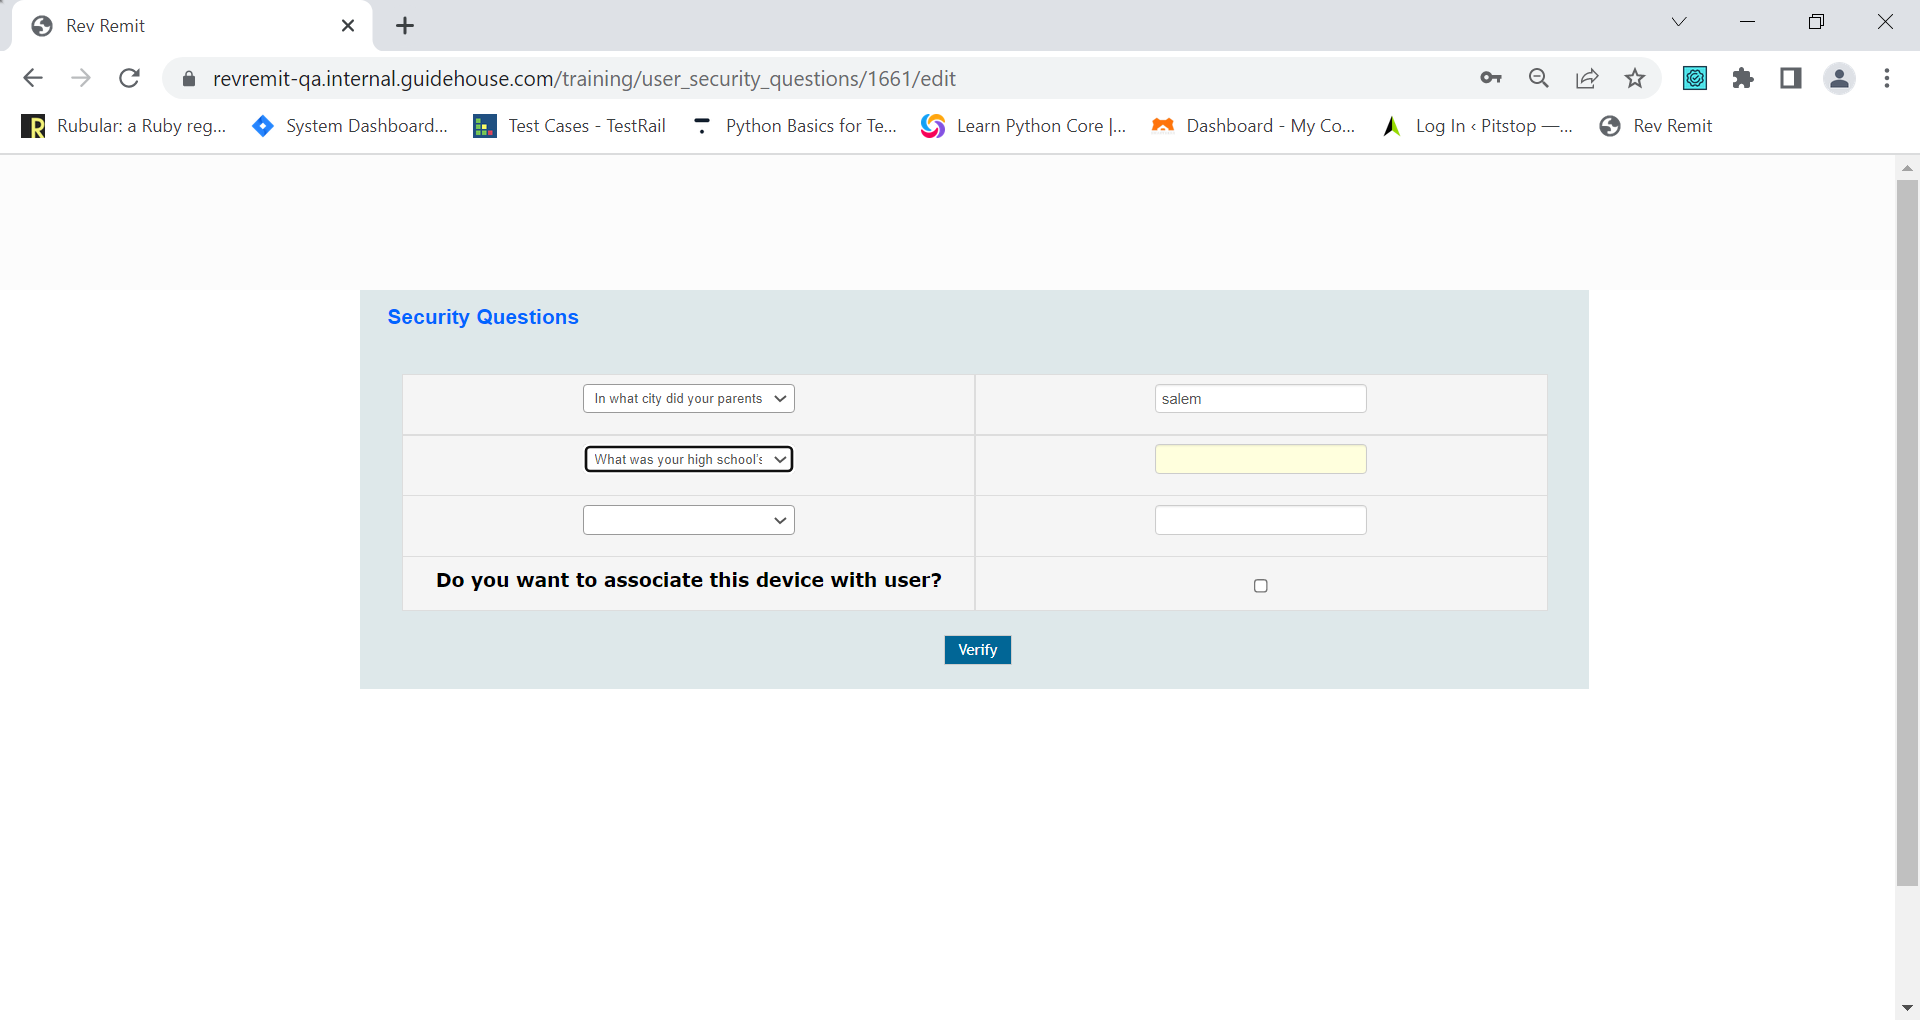 Rev Remit
revremit-qa.internal.guidehouse.com/training/user_security_questions/1661/edit
Rubular: a Ruby reg... System Dashboard... Test Cases - TestRail Python Basics for Te... Learn Python Core |... Dashboard - My Co... Log In ‹ Pitstop —... Rev Remit
Security Questions
In what city did your parents salem
What was your high school's
Do you want to associate this device with user?
Verify